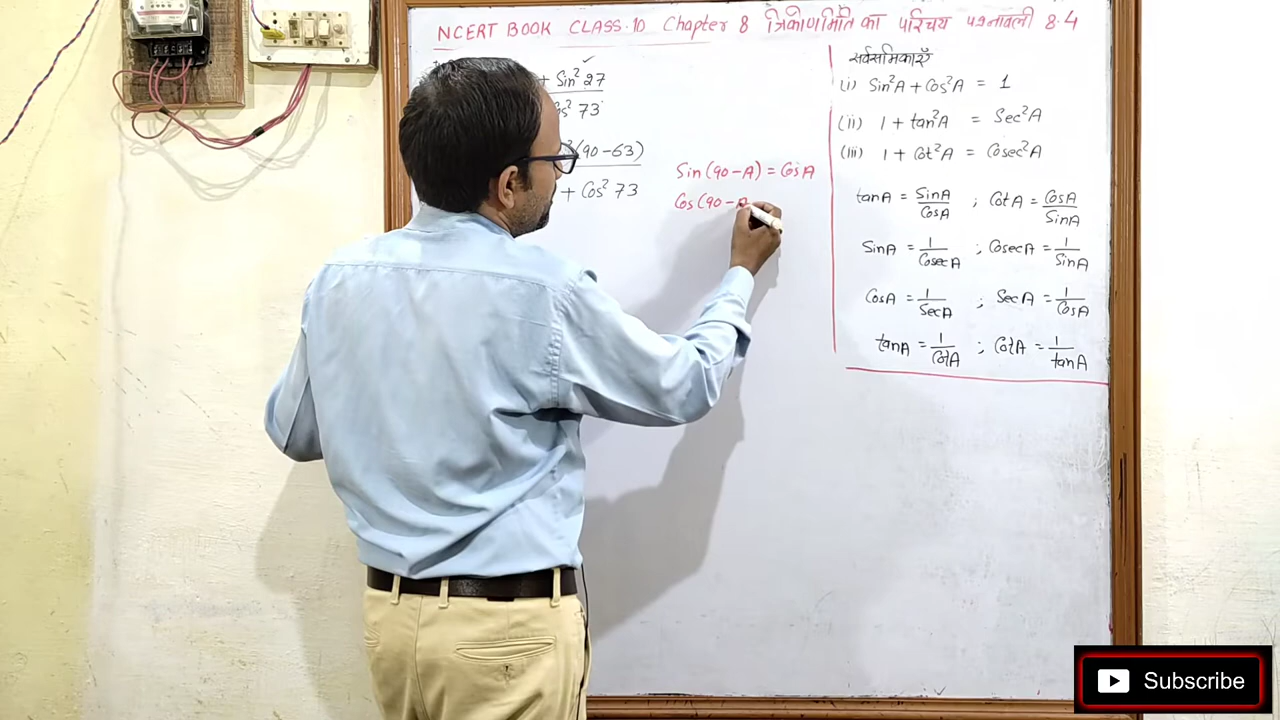 NCERT BOOK CLASS-10 Chapter 8 त्रिकोणमिति का परिचय प्रश्नावली 8.4
+ Sin² 27
Cos² 73
(90-63)
+ Cos² 73
Sin(90-A) = CosA
Cos(90-A
सर्वसमिकाएँ
(i) Sin²A + Cos²A = 1
(ii) 1 + tan²A = Sec²A
(iii) 1 + Cot²A = Cosec²A
tanA = SinA/CosA ; CotA = CosA/SinA
SinA = 1/CosecA ; CosecA = 1/SinA
CosA = 1/SecA ; SecA = 1/CosA
tanA = 1/CotA ; CotA = 1/tanA
Subscribe